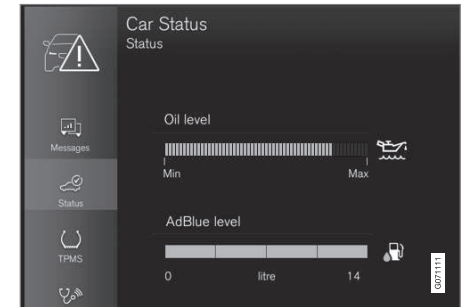 Car Status
Status
Messages
Status
TPMS
Oil level
Min Max
AdBlue level
0 litre 14
G071111